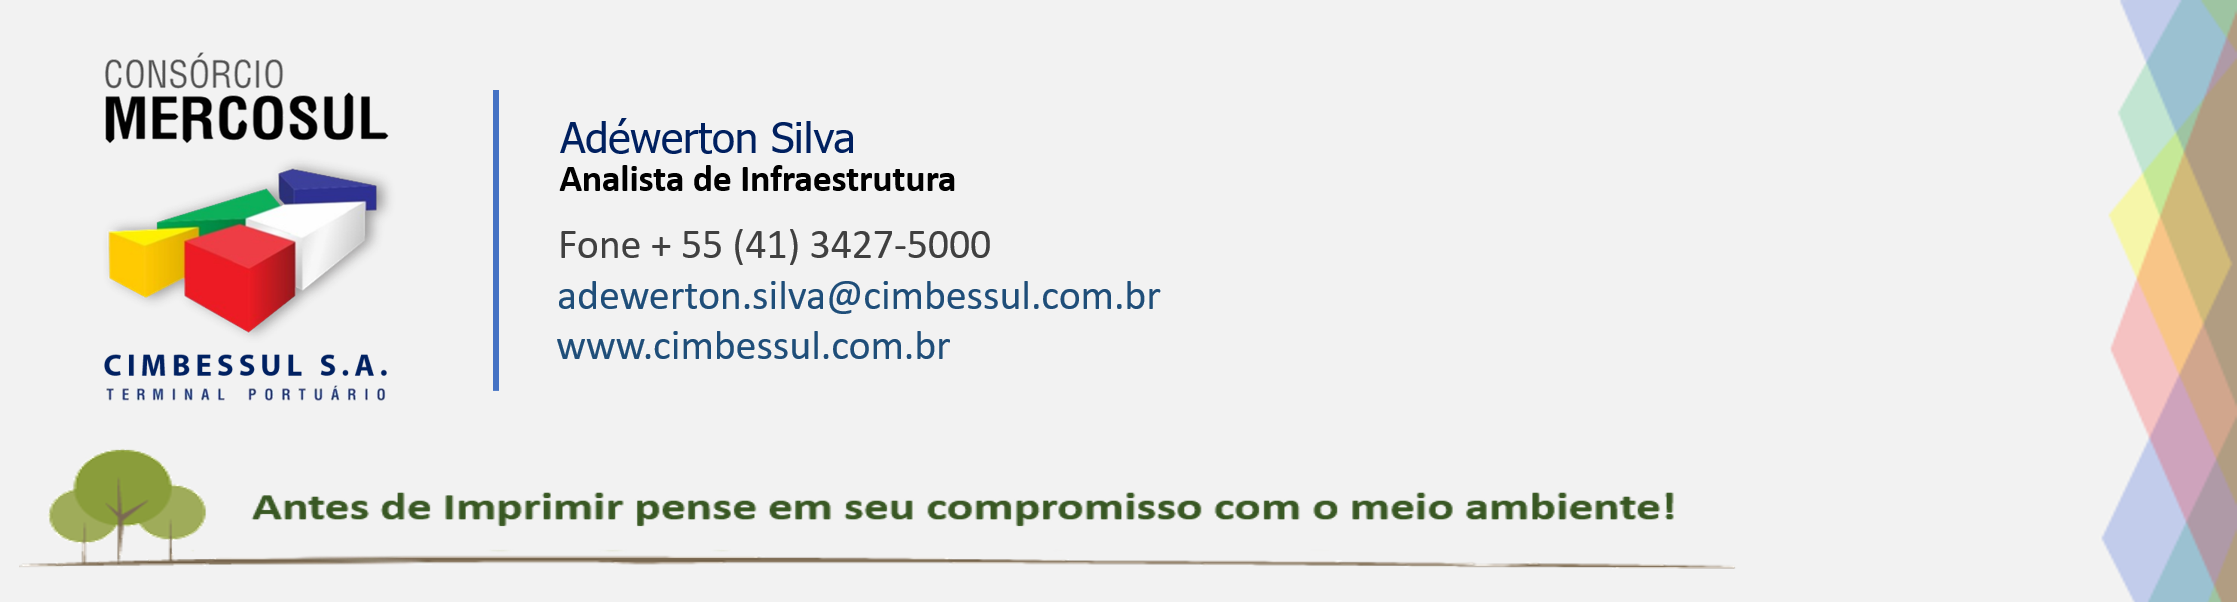 CONSÓRCIO
MERCOSUL
CIMBESSUL S.A.
TERMINAL PORTUÁRIO
Adéwerton Silva
Analista de Infraestrutura
Fone + 55 (41) 3427-5000
adewerton.silva@cimbessul.com.br
www.cimbessul.com.br
Antes de Imprimir pense em seu compromisso com o meio ambiente!